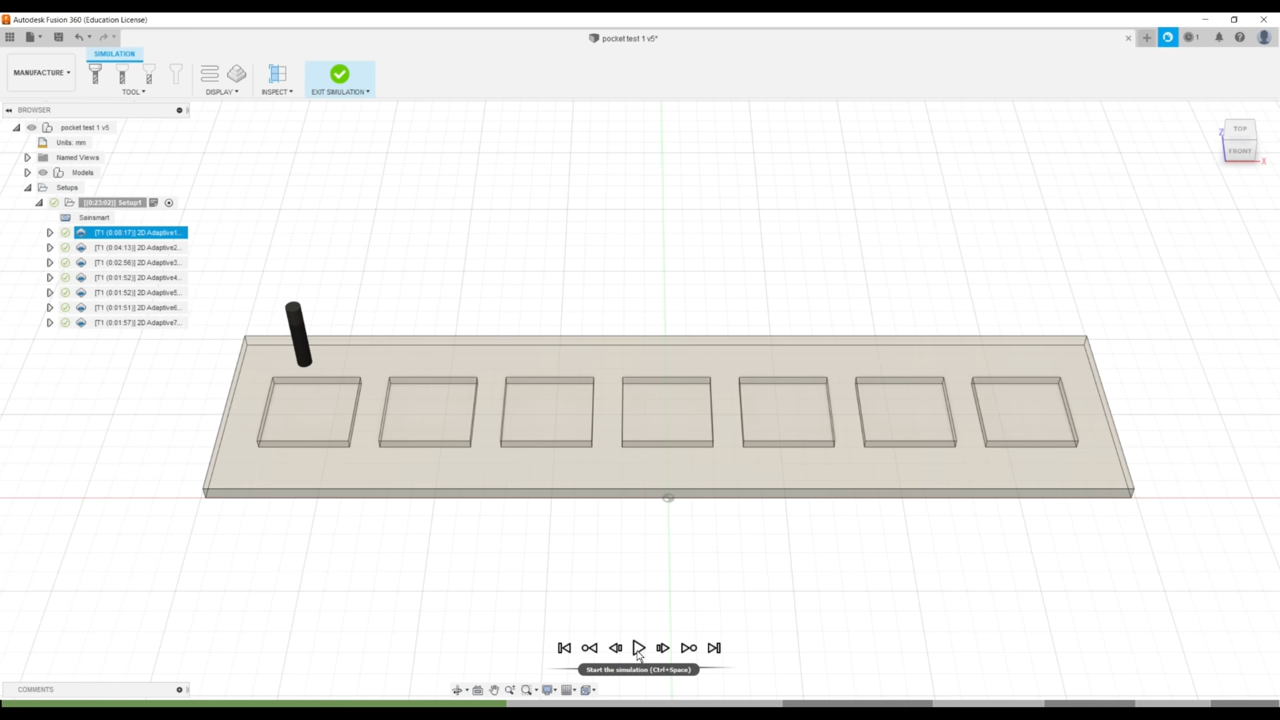 Autodesk Fusion 360 (Education License)
pocket test 1 v5*
1
SIMULATION
MANUFACTURE
TOOL
DISPLAY
INSPECT
EXIT SIMULATION
BROWSER
pocket test 1 v5
Units: mm
Named Views
Models
Setups
[(0:23:02)] Setup1
Sainsmart
[T1 (0:08:17)] 2D Adaptive1...
[T1 (0:04:13)] 2D Adaptive2...
[T1 (0:02:56)] 2D Adaptive3...
[T1 (0:01:52)] 2D Adaptive4...
[T1 (0:01:52)] 2D Adaptive5...
[T1 (0:01:51)] 2D Adaptive6...
[T1 (0:01:57)] 2D Adaptive7...
TOP
FRONT
Z
X
Start the simulation (Ctrl+Space)
COMMENTS